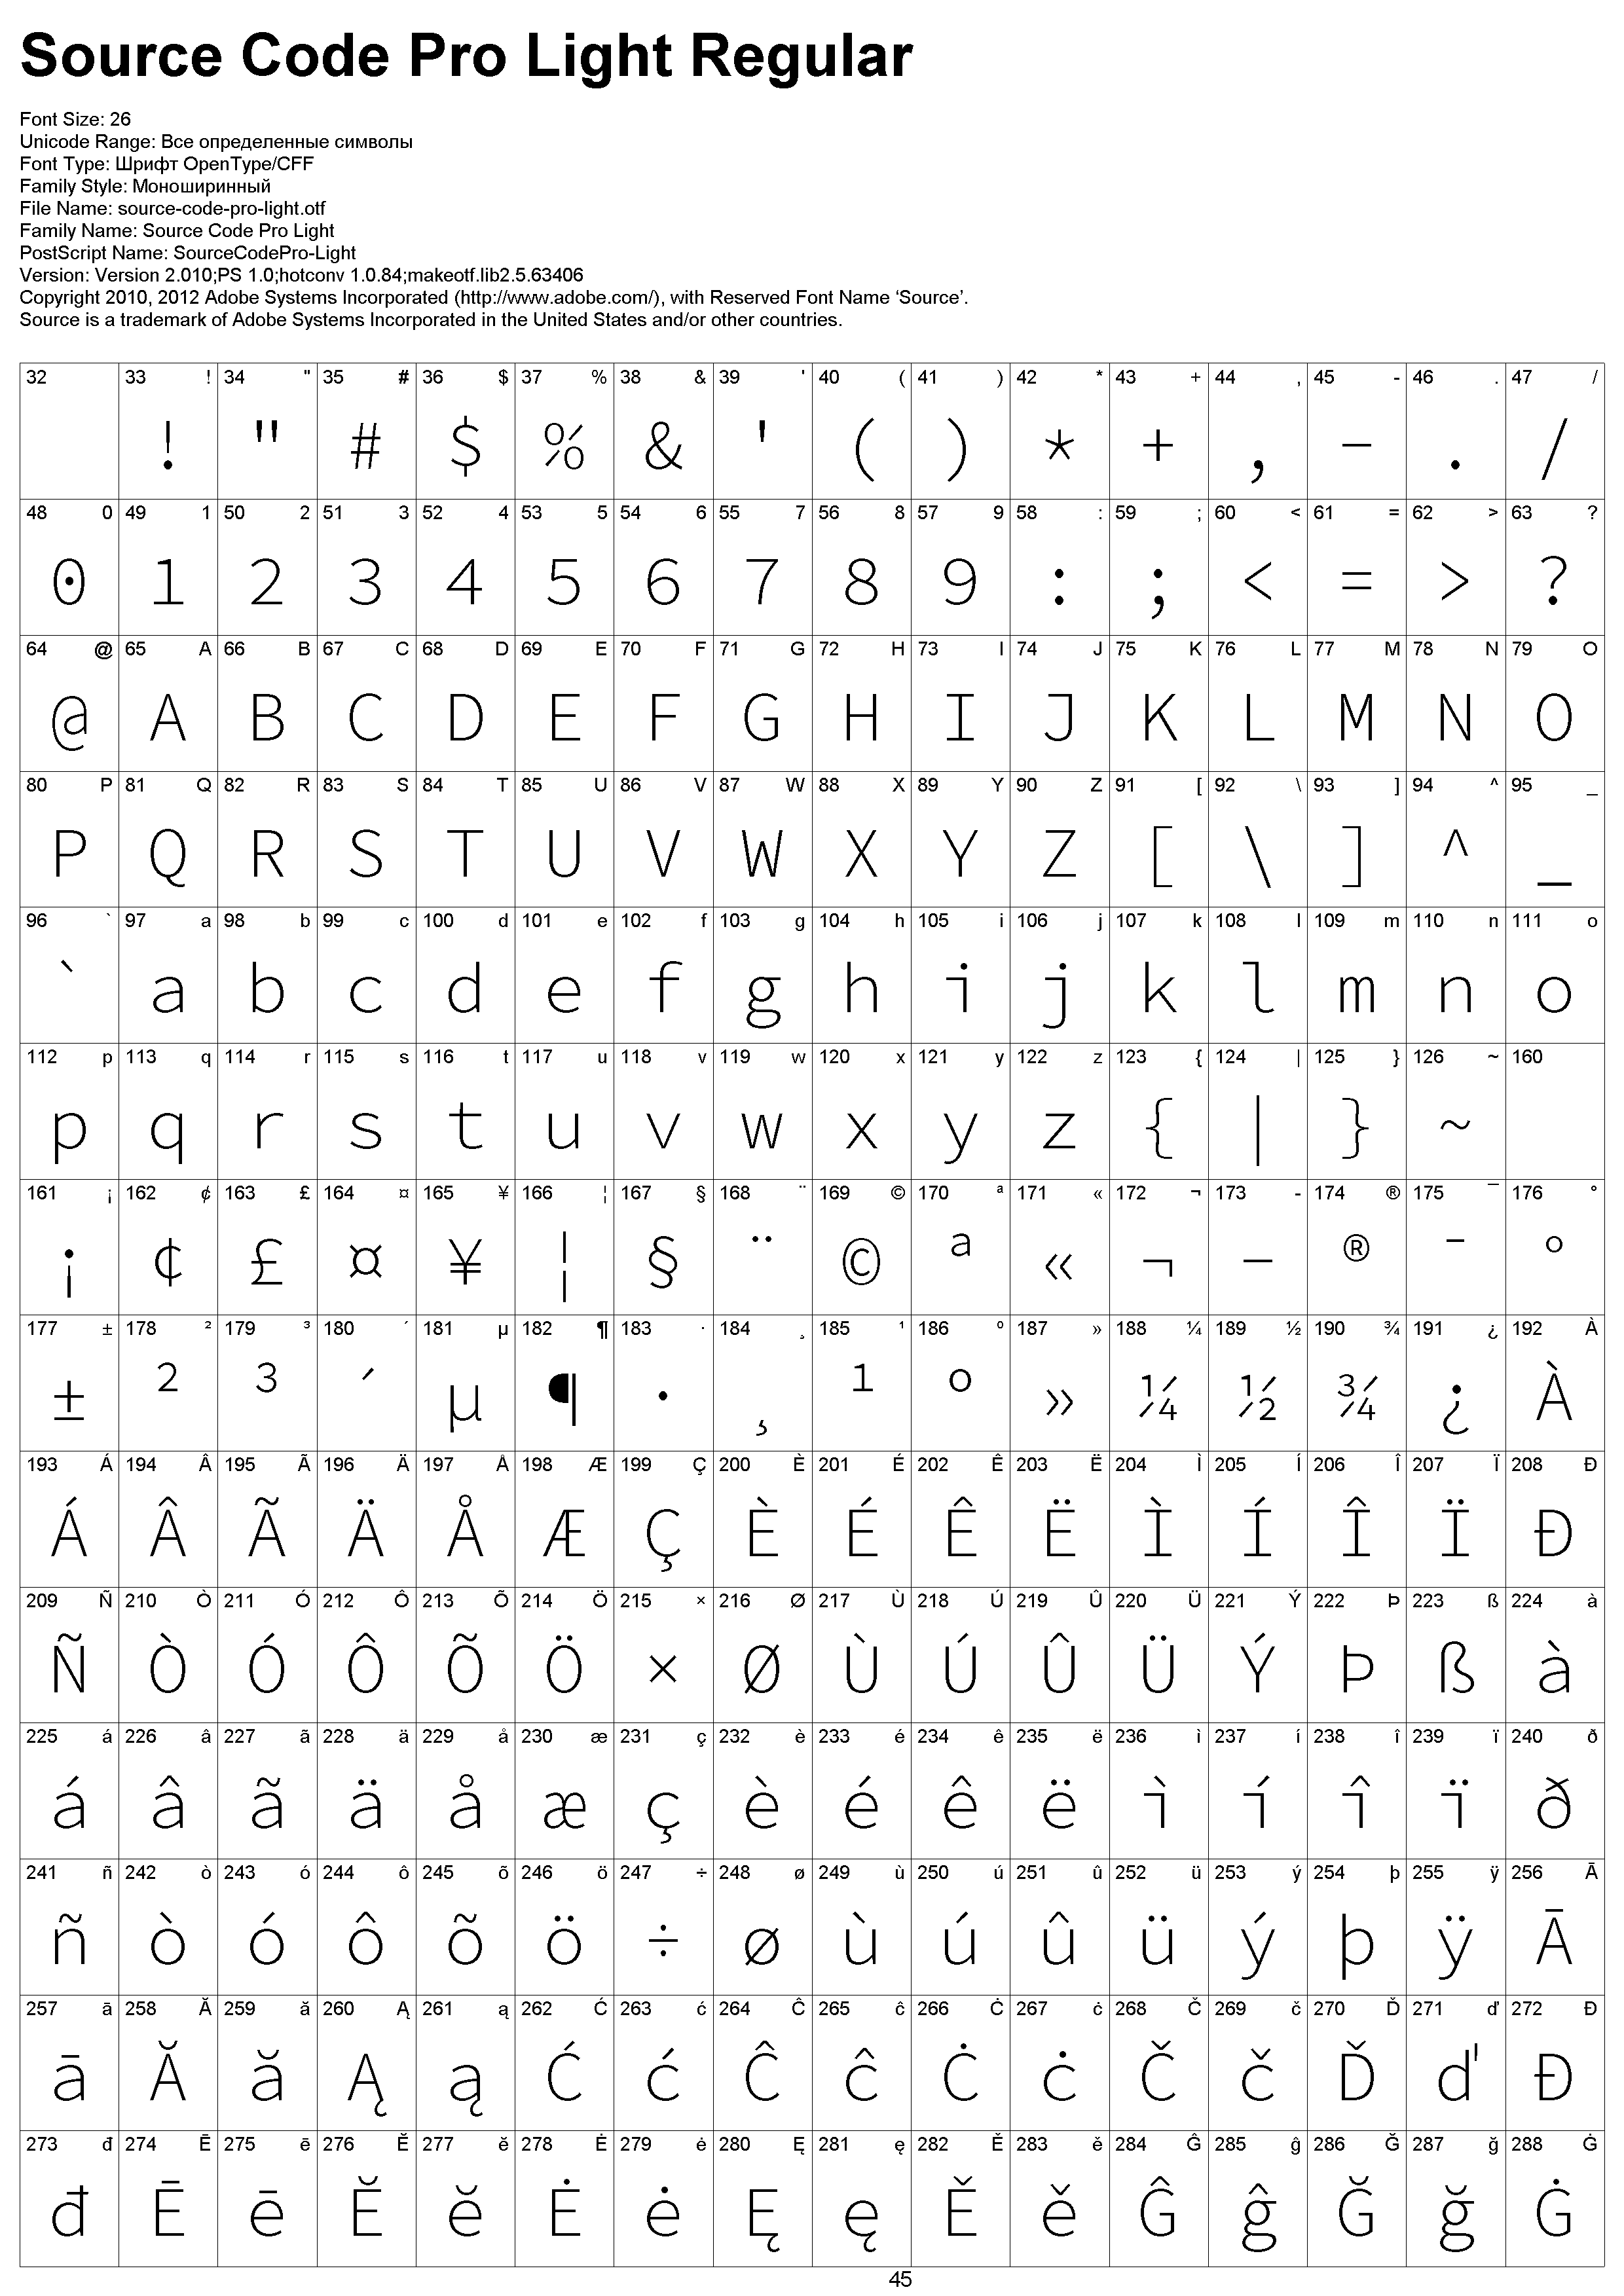 Source Code Pro Light Regular
Font Size: 26
Unicode Range: Все определенные символы
Font Type: Шрифт OpenType/CFF
Family Style: Моноширинный
File Name: source-code-pro-light.otf
Family Name: Source Code Pro Light
PostScript Name: SourceCodePro-Light
Version: Version 2.010;PS 1.0;hotconv 1.0.84;makeotf.lib2.5.63406
Copyright 2010, 2012 Adobe Systems Incorporated (http://www.adobe.com/), with Reserved Font Name ‘Source’.
Source is a trademark of Adobe Systems Incorporated in the United States and/or other countries.
32 33 ! 34 " 35 # 36 $ 37 % 38 & 39 ' 40 ( 41 ) 42 * 43 + 44 , 45 - 46 . 47 /
! " # $ % & ' ( ) * + , - . /
48 0 49 1 50 2 51 3 52 4 53 5 54 6 55 7 56 8 57 9 58 : 59 ; 60 < 61 = 62 > 63 ?
0 1 2 3 4 5 6 7 8 9 : ; < = > ?
64 @ 65 A 66 B 67 C 68 D 69 E 70 F 71 G 72 H 73 I 74 J 75 K 76 L 77 M 78 N 79 O
@ A B C D E F G H I J K L M N O
80 P 81 Q 82 R 83 S 84 T 85 U 86 V 87 W 88 X 89 Y 90 Z 91 [ 92 \ 93 ] 94 ^ 95 _
P Q R S T U V W X Y Z [ \ ] ^ _
96 ` 97 a 98 b 99 c 100 d 101 e 102 f 103 g 104 h 105 i 106 j 107 k 108 l 109 m 110 n 111 o
` a b c d e f g h i j k l m n o
112 p 113 q 114 r 115 s 116 t 117 u 118 v 119 w 120 x 121 y 122 z 123 { 124 | 125 } 126 ~ 160
p q r s t u v w x y z { | } ~
161 ¡ 162 ¢ 163 £ 164 ¤ 165 ¥ 166 ¦ 167 § 168 ¨ 169 © 170 ª 171 « 172 ¬ 173 - 174 ® 175 ¯ 176 °
¡ ¢ £ ¤ ¥ ¦ § ¨ © ª « ¬ - ® ¯ °
177 ± 178 ² 179 ³ 180 ´ 181 µ 182 ¶ 183 · 184 ¸ 185 ¹ 186 º 187 » 188 ¼ 189 ½ 190 ¾ 191 ¿ 192 À
± ² ³ ´ µ ¶ · ¸ ¹ º » ¼ ½ ¾ ¿ À
193 Á 194 Â 195 Ã 196 Ä 197 Å 198 Æ 199 Ç 200 È 201 É 202 Ê 203 Ë 204 Ì 205 Í 206 Î 207 Ï 208 Ð
Á Â Ã Ä Å Æ Ç È É Ê Ë Ì Í Î Ï Ð
209 Ñ 210 Ò 211 Ó 212 Ô 213 Õ 214 Ö 215 × 216 Ø 217 Ù 218 Ú 219 Û 220 Ü 221 Ý 222 Þ 223 ß 224 à
Ñ Ò Ó Ô Õ Ö × Ø Ù Ú Û Ü Ý Þ ß à
225 á 226 â 227 ã 228 ä 229 å 230 æ 231 ç 232 è 233 é 234 ê 235 ë 236 ì 237 í 238 î 239 ï 240 ð
á â ã ä å æ ç è é ê ë ì í î ï ð
241 ñ 242 ò 243 ó 244 ô 245 õ 246 ö 247 ÷ 248 ø 249 ù 250 ú 251 û 252 ü 253 ý 254 þ 255 ÿ 256 Ā
ñ ò ó ô õ ö ÷ ø ù ú û ü ý þ ÿ Ā
257 ā 258 Ă 259 ă 260 Ą 261 ą 262 Ć 263 ć 264 Ĉ 265 ĉ 266 Ċ 267 ċ 268 Č 269 č 270 Ď 271 ď 272 Đ
ā Ă ă Ą ą Ć ć Ĉ ĉ Ċ ċ Č č Ď ď Đ
273 đ 274 Ē 275 ē 276 Ĕ 277 ĕ 278 Ė 279 ė 280 Ę 281 ę 282 Ě 283 ě 284 Ĝ 285 ĝ 286 Ğ 287 ğ 288 Ġ
đ Ē ē Ĕ ĕ Ė ė Ę ę Ě ě Ĝ ĝ Ğ ğ Ġ
45